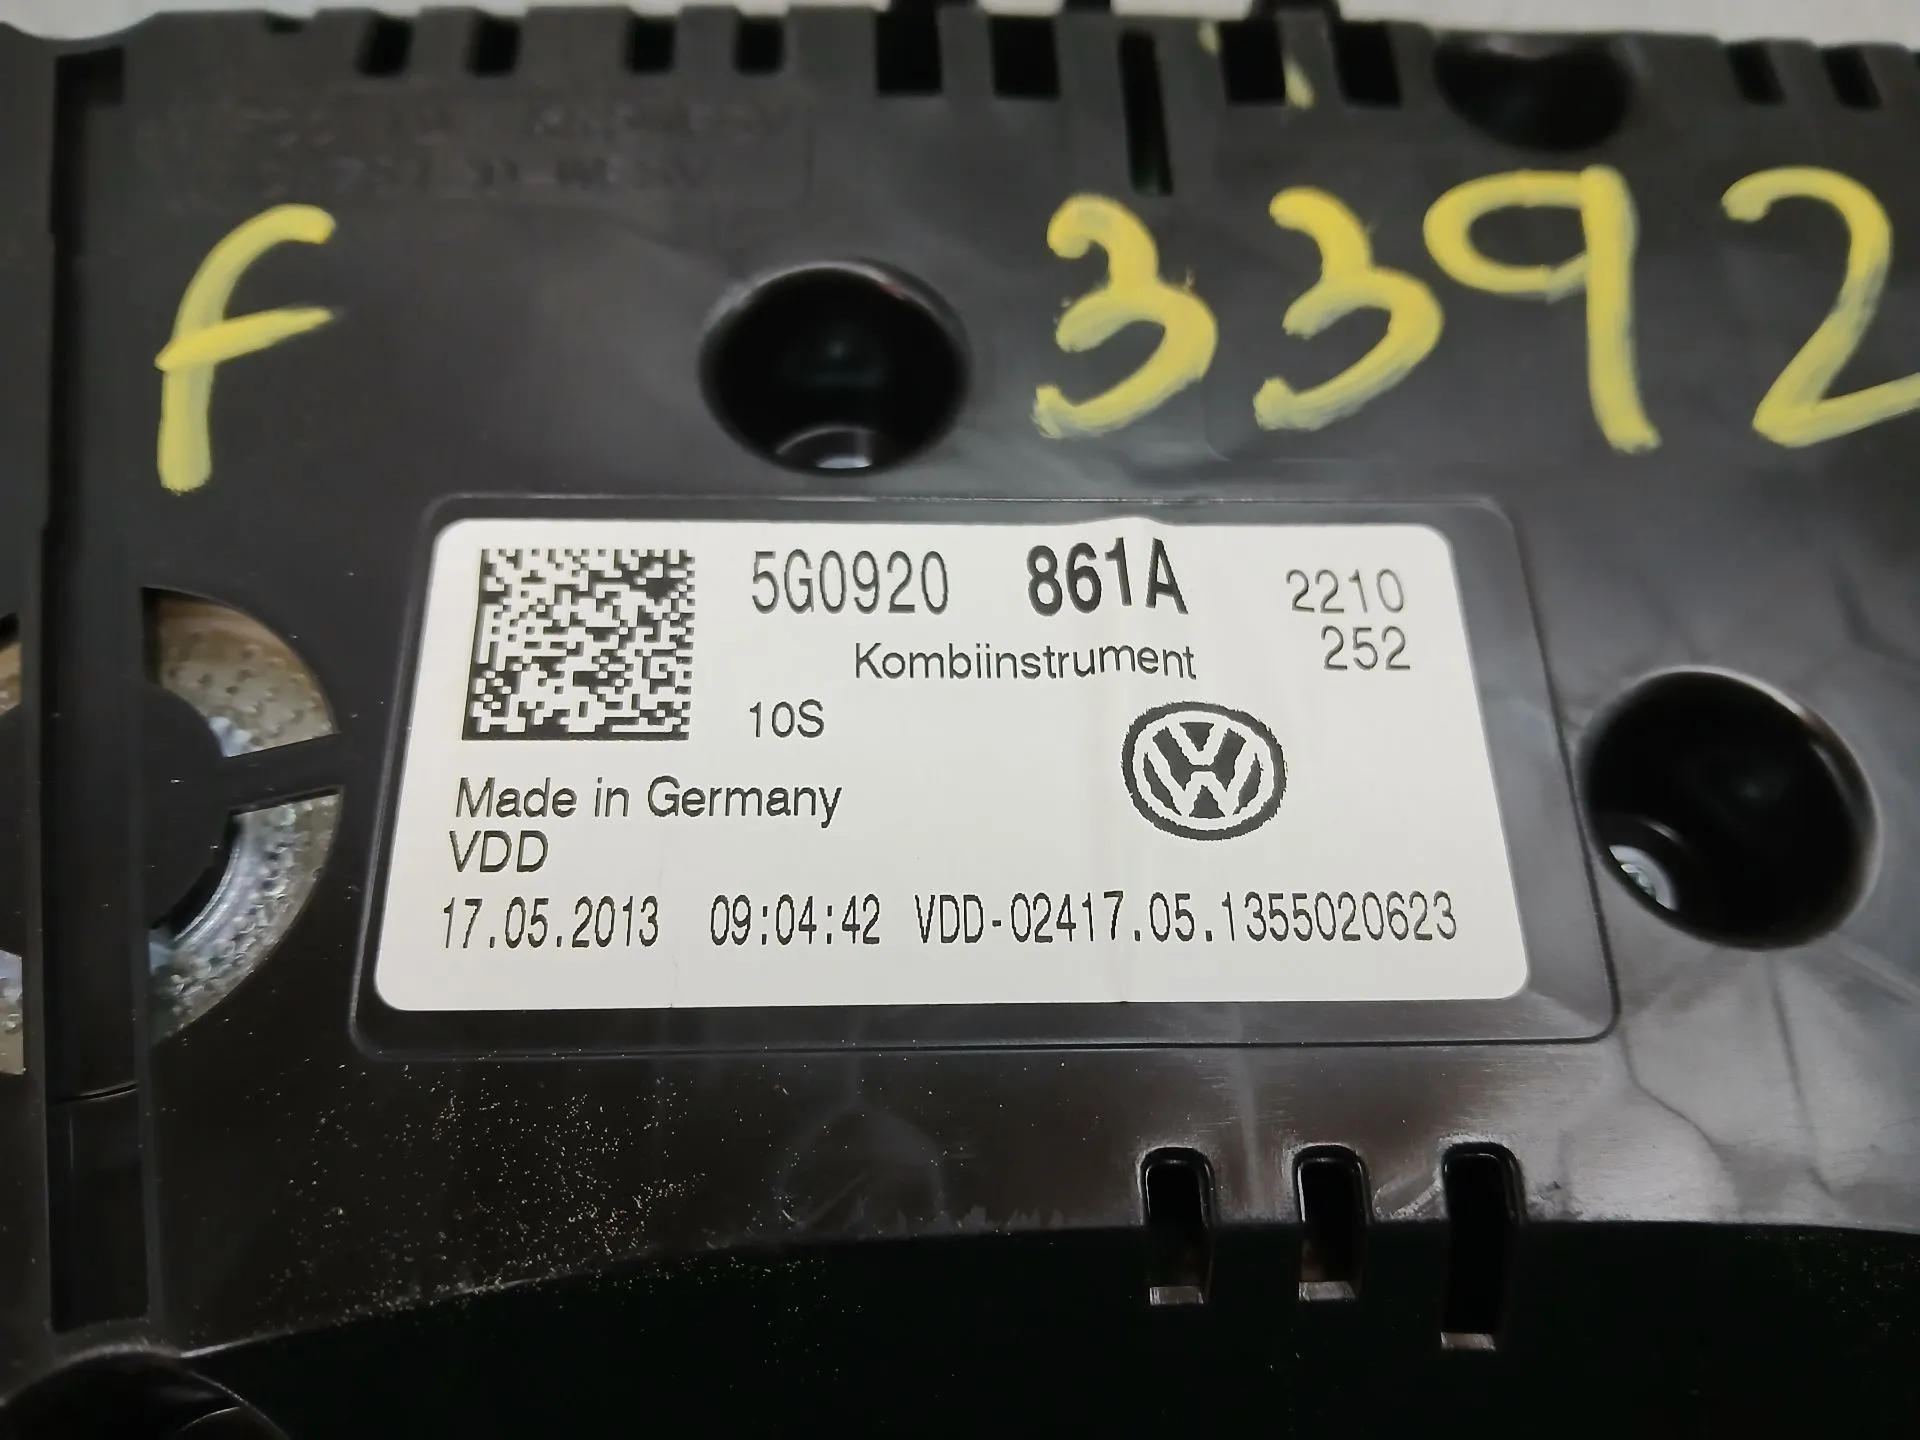 F 3392
5G0920 861A 2210
Kombiinstrument 252
10S
Made in Germany
VDD
17.05.2013 09:04:42 VDD-02417.05.1355020623